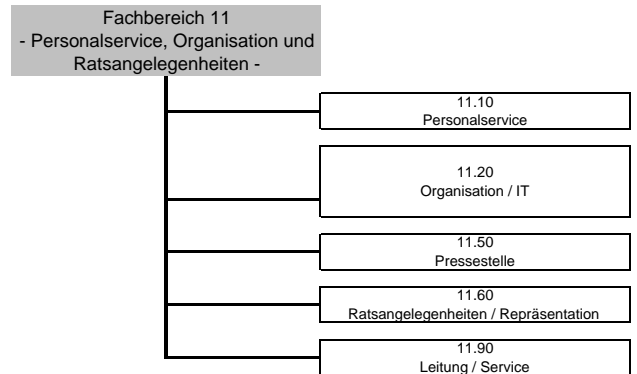 Fachbereich 11
- Personalservice, Organisation und
Ratsangelegenheiten -
11.10
Personalservice
11.20
Organisation / IT
11.50
Pressestelle
11.60
Ratsangelegenheiten / Repräsentation
11.90
Leitung / Service